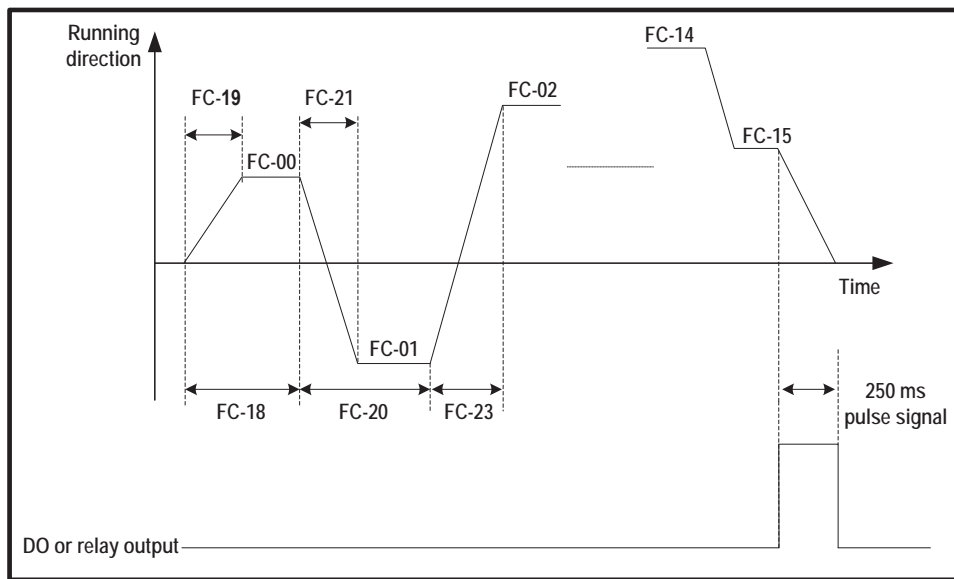 Running
direction
FC-14
FC-19
FC-21
FC-02
FC-15
FC-00
Time
FC-01
FC-18
FC-20
FC-23
250 ms
pulse signal
DO or relay output